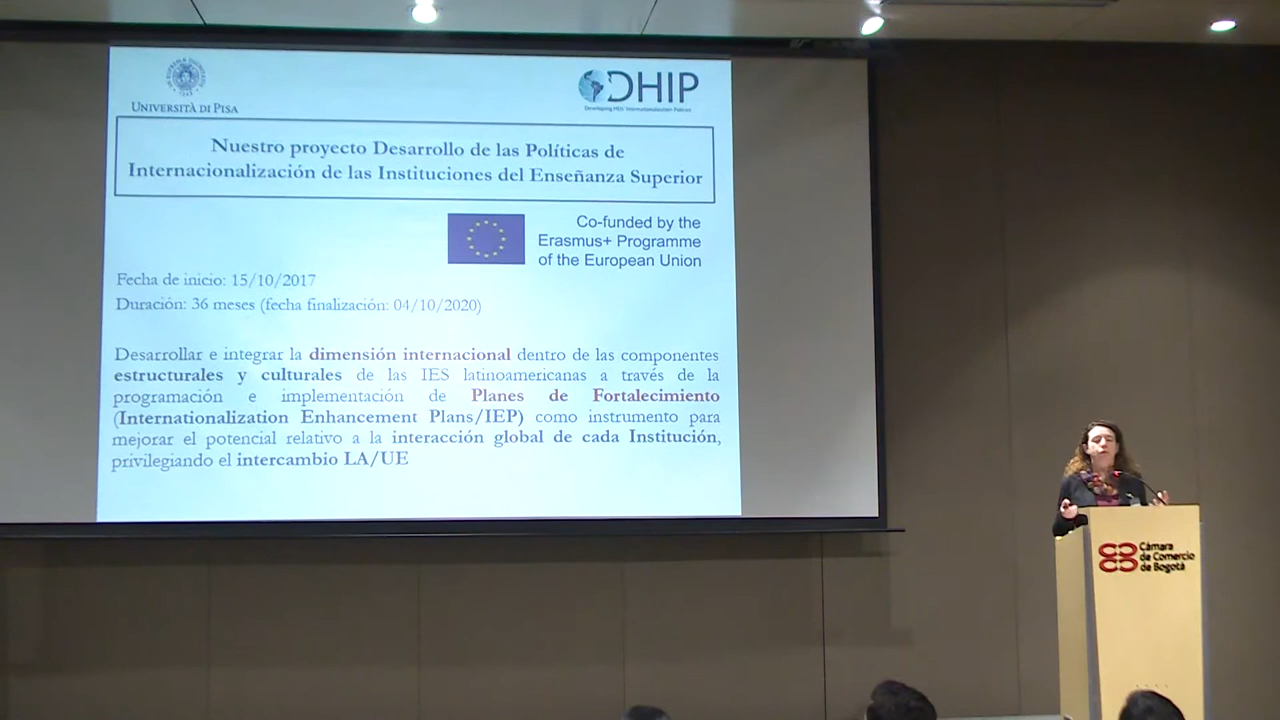 UNIVERSITÀ DI PISA
DHIP
Developing HEIs' Internationalization Policies
Nuestro proyecto Desarrollo de las Políticas de
Internacionalización de las Instituciones del Enseñanza Superior
Co-funded by the
Erasmus+ Programme
of the European Union
Fecha de inicio: 15/10/2017
Duración: 36 meses (fecha finalización: 04/10/2020)
Desarrollar e integrar la dimensión internacional dentro de las componentes
estructurales y culturales de las IES latinoamericanas a través de la
programación e implementación de Planes de Fortalecimiento
(Internationalization Enhancement Plans/IEP) como instrumento para
mejorar el potencial relativo a la interacción global de cada Institución,
privilegiando el intercambio LA/UE
Cámara
de Comercio
de Bogotá